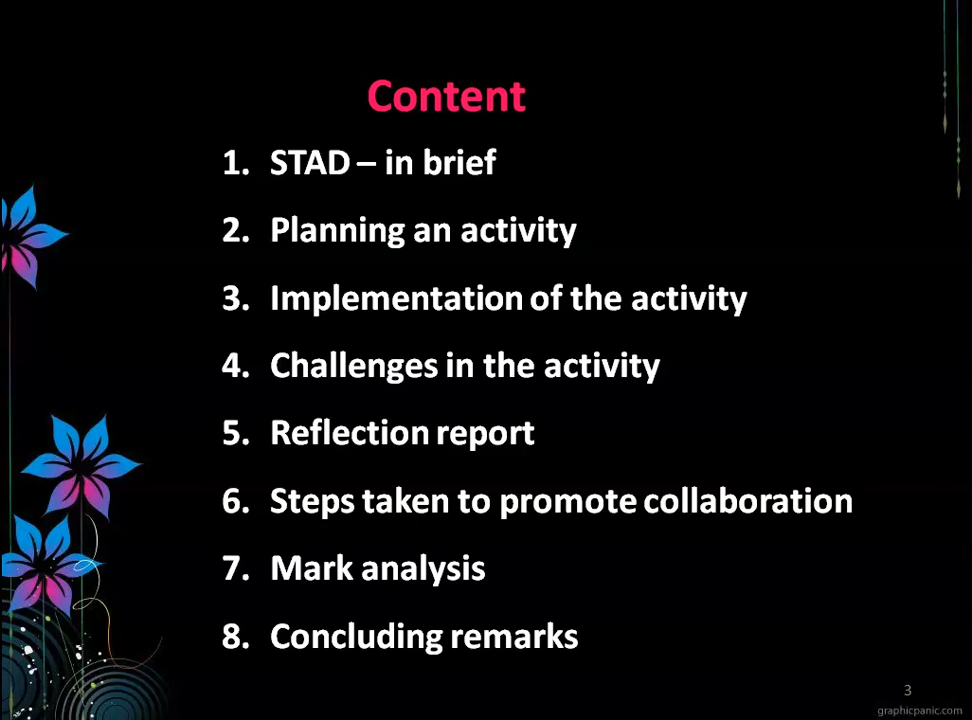 Content
1. STAD – in brief
2. Planning an activity
3. Implementation of the activity
4. Challenges in the activity
5. Reflection report
6. Steps taken to promote collaboration
7. Mark analysis
8. Concluding remarks
3
graphicpanic.com